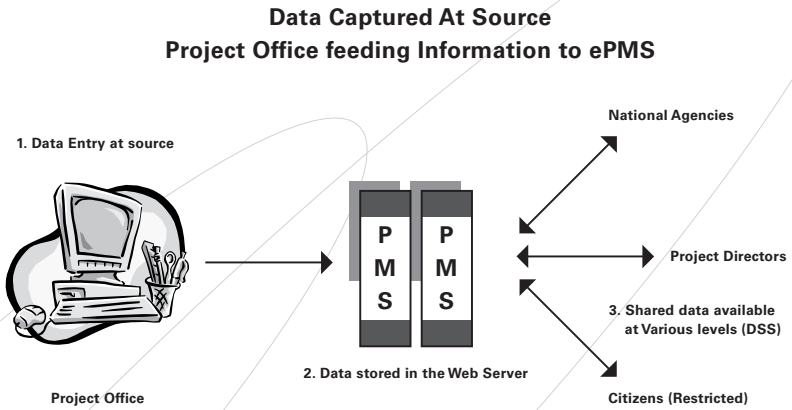 Data Captured At Source
Project Office feeding Information to ePMS
1. Data Entry at source
Project Office
P
M
S
P
M
S
2. Data stored in the Web Server
National Agencies
Project Directors
3. Shared data available
at Various levels (DSS)
Citizens (Restricted)